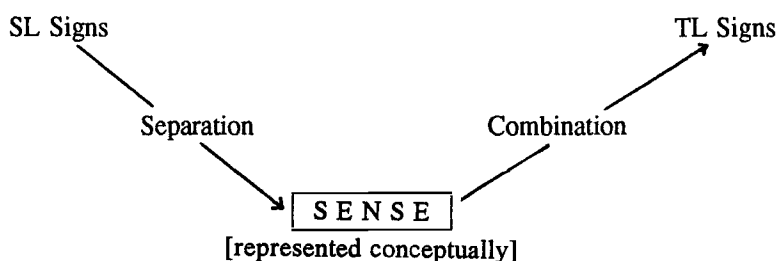 SL Signs
TL Signs
Separation
Combination
S E N S E
[represented conceptually]